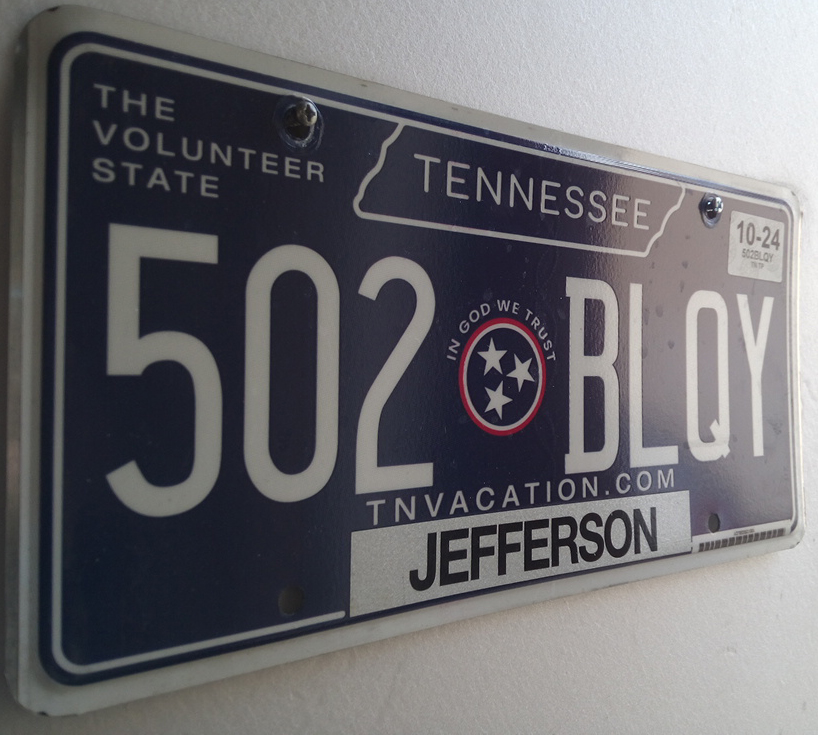 THE
VOLUNTEER
STATE
TENNESSEE
10-24
502BLQY
502 BLQY
IN GOD WE TRUST
TNVACATION.COM
JEFFERSON